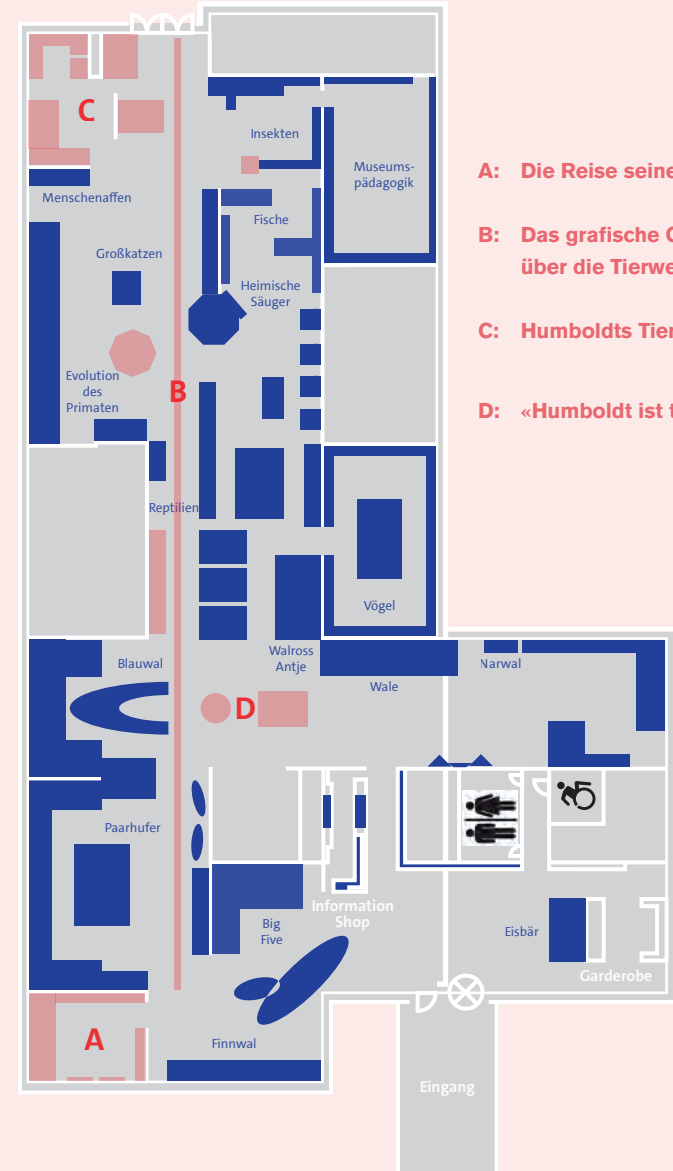 C
Insekten
Museums-
pädagogik
Menschenaffen
Fische
Großkatzen
Heimische
Säuger
Evolution
des
Primaten
B
Reptilien
Vögel
Blauwal
Walross
Antje
Wale
Narwal
D
Paarhufer
Information
Shop
Big
Five
Eisbär
Garderobe
A
Finnwal
Eingang
A: Die Reise seine
B: Das grafische
über die Tierwe
C: Humboldts Tier
D: «Humboldt ist